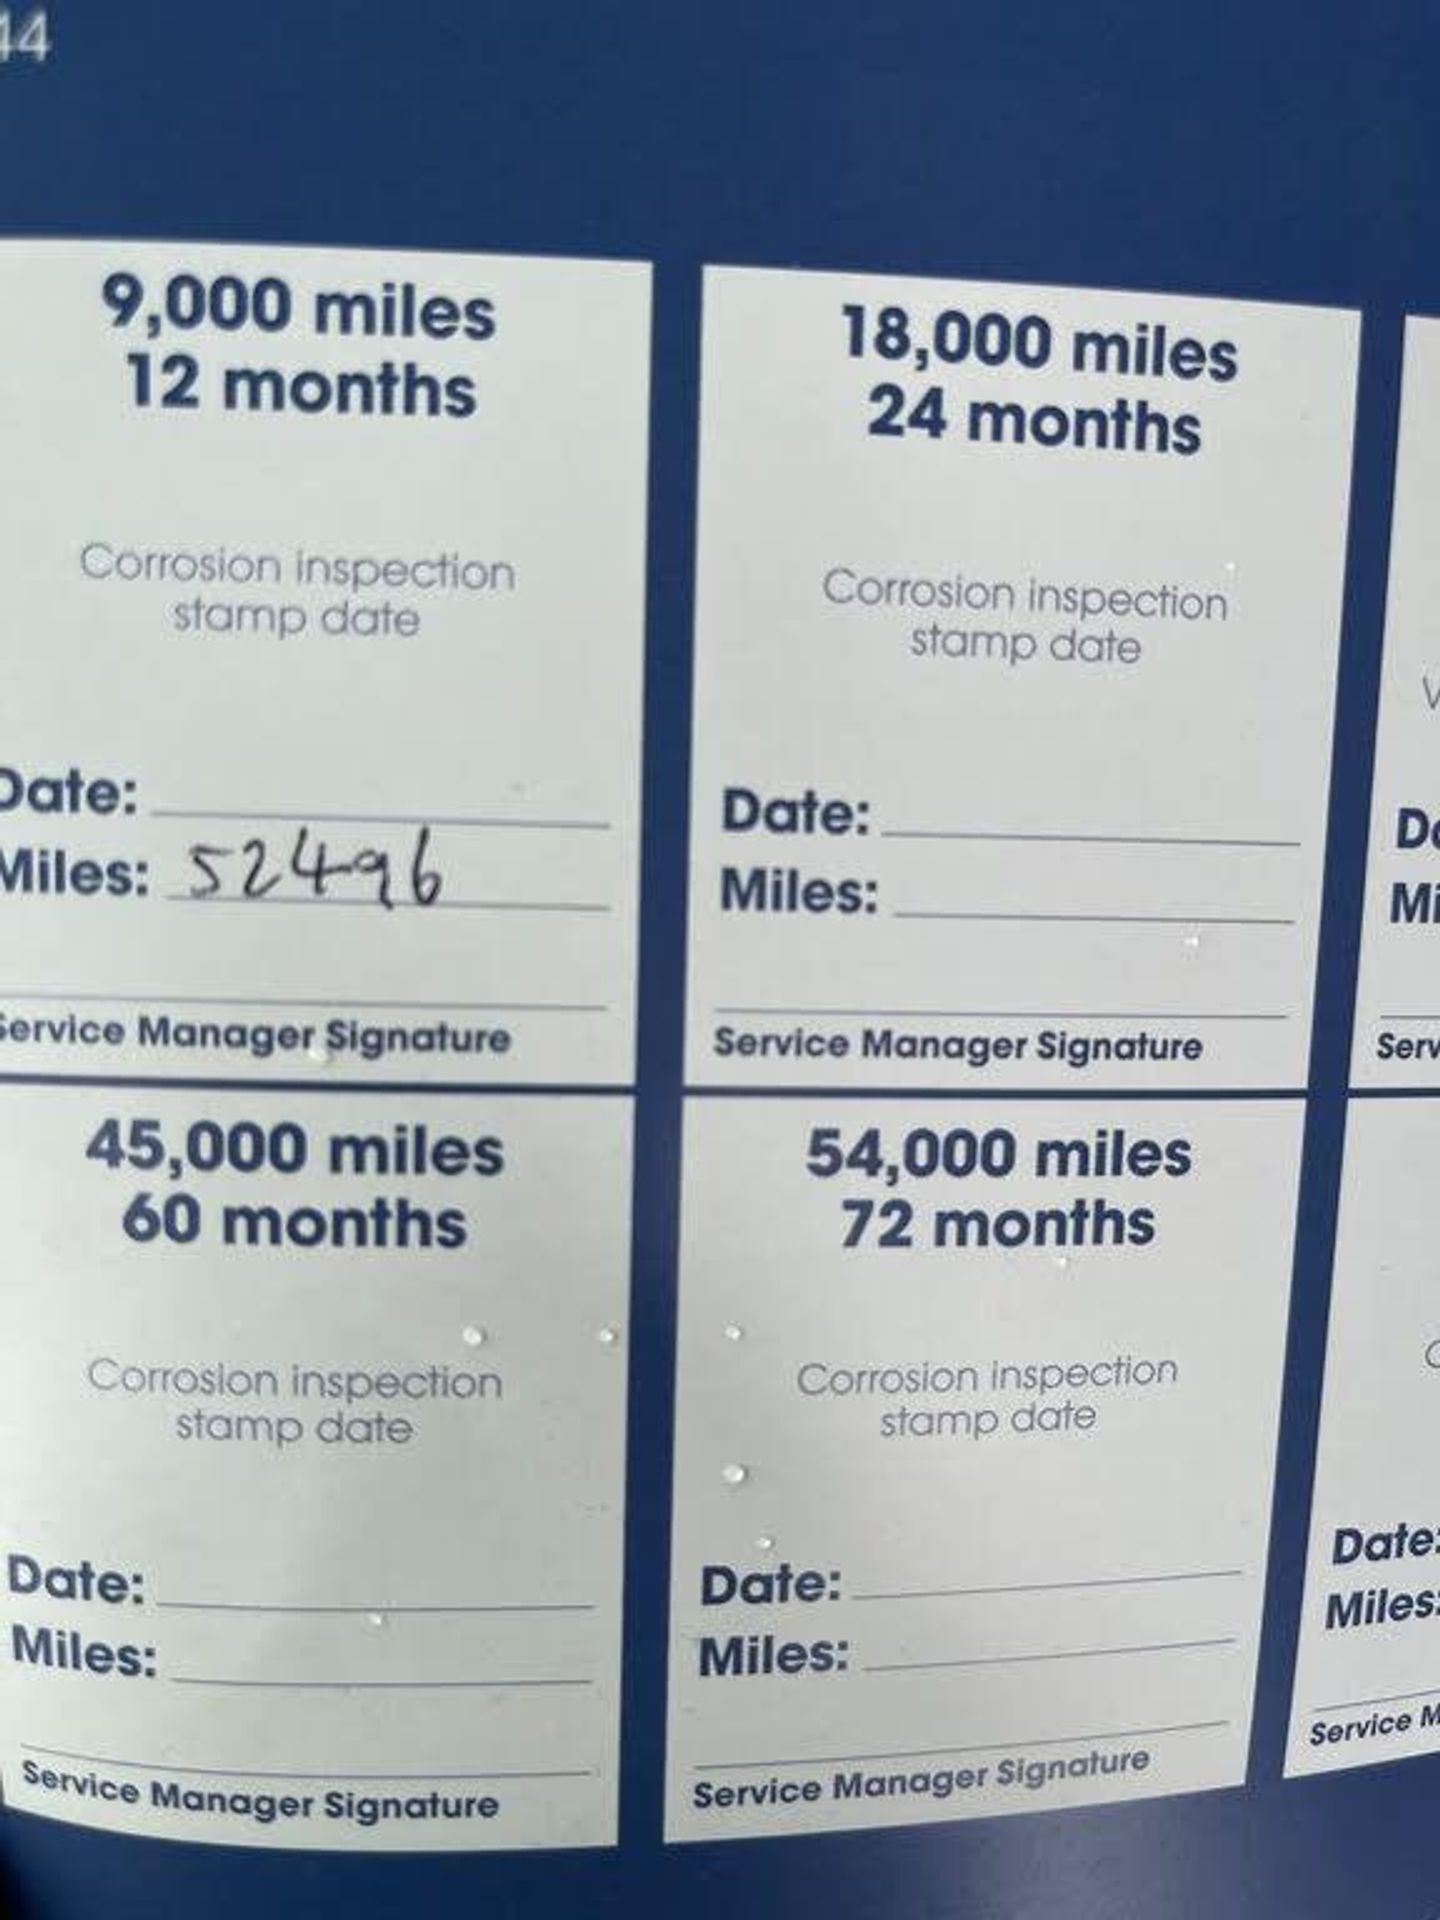 44
9,000 miles
12 months
Corrosion inspection
stamp date
Date:
Miles: 52496
Service Manager Signature
18,000 miles
24 months
Corrosion inspection
stamp date
Date:
Miles:
Service Manager Signature
45,000 miles
60 months
Corrosion inspection
stamp date
Date:
Miles:
Service Manager Signature
54,000 miles
72 months
Corrosion inspection
stamp date
Date:
Miles:
Service Manager Signature
Date:
Miles:
Service M